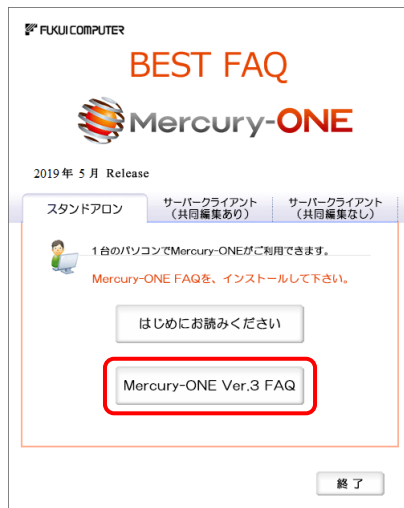 FUKUI COMPUTER
BEST FAQ
Mercury-ONE
2019年 5月 Release
スタンドアロン
サーバークライアント
（共同編集あり）
サーバークライアント
（共同編集なし）
1台のパソコンでMercury-ONEがご利用できます。
Mercury-ONE FAQを、インストールして下さい。
はじめにお読みください
Mercury-ONE Ver.3 FAQ
終了